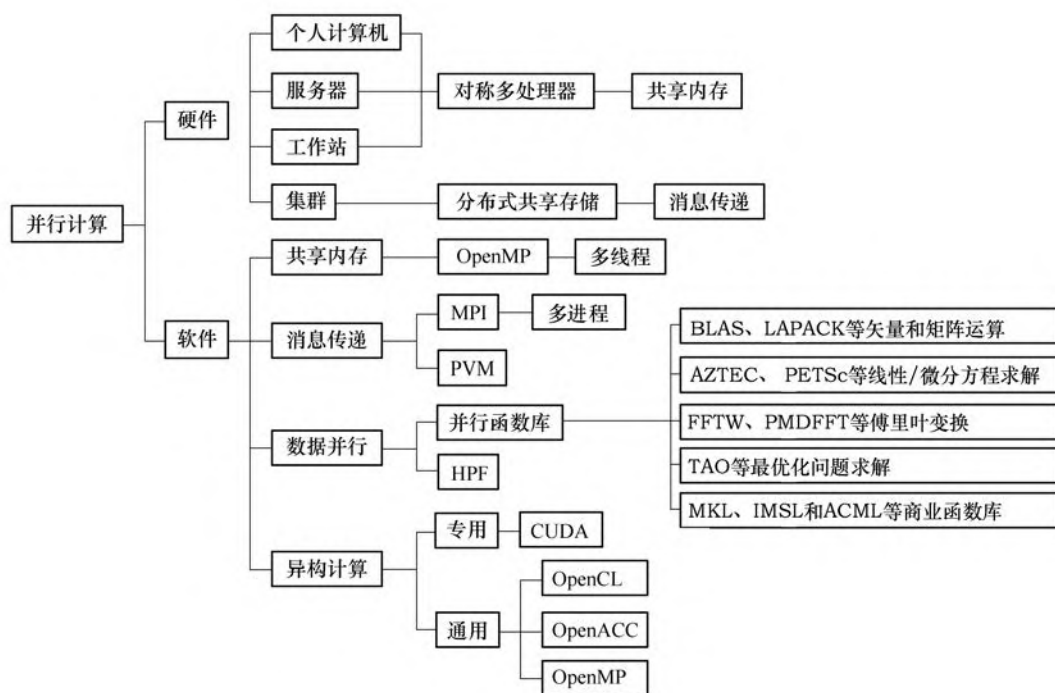 并行计算
硬件
个人计算机
服务器
工作站
对称多处理器
共享内存
集群
分布式共享存储
消息传递
软件
共享内存
OpenMP
多线程
消息传递
MPI
多进程
PVM
数据并行
并行函数库
BLAS、LAPACK等矢量和矩阵运算
AZTEC、 PETSc等线性/微分方程求解
FFTW、PMDFFT等傅里叶变换
TAO等最优化问题求解
MKL、IMSL和ACML等商业函数库
HPF
异构计算
专用
CUDA
通用
OpenCL
OpenACC
OpenMP